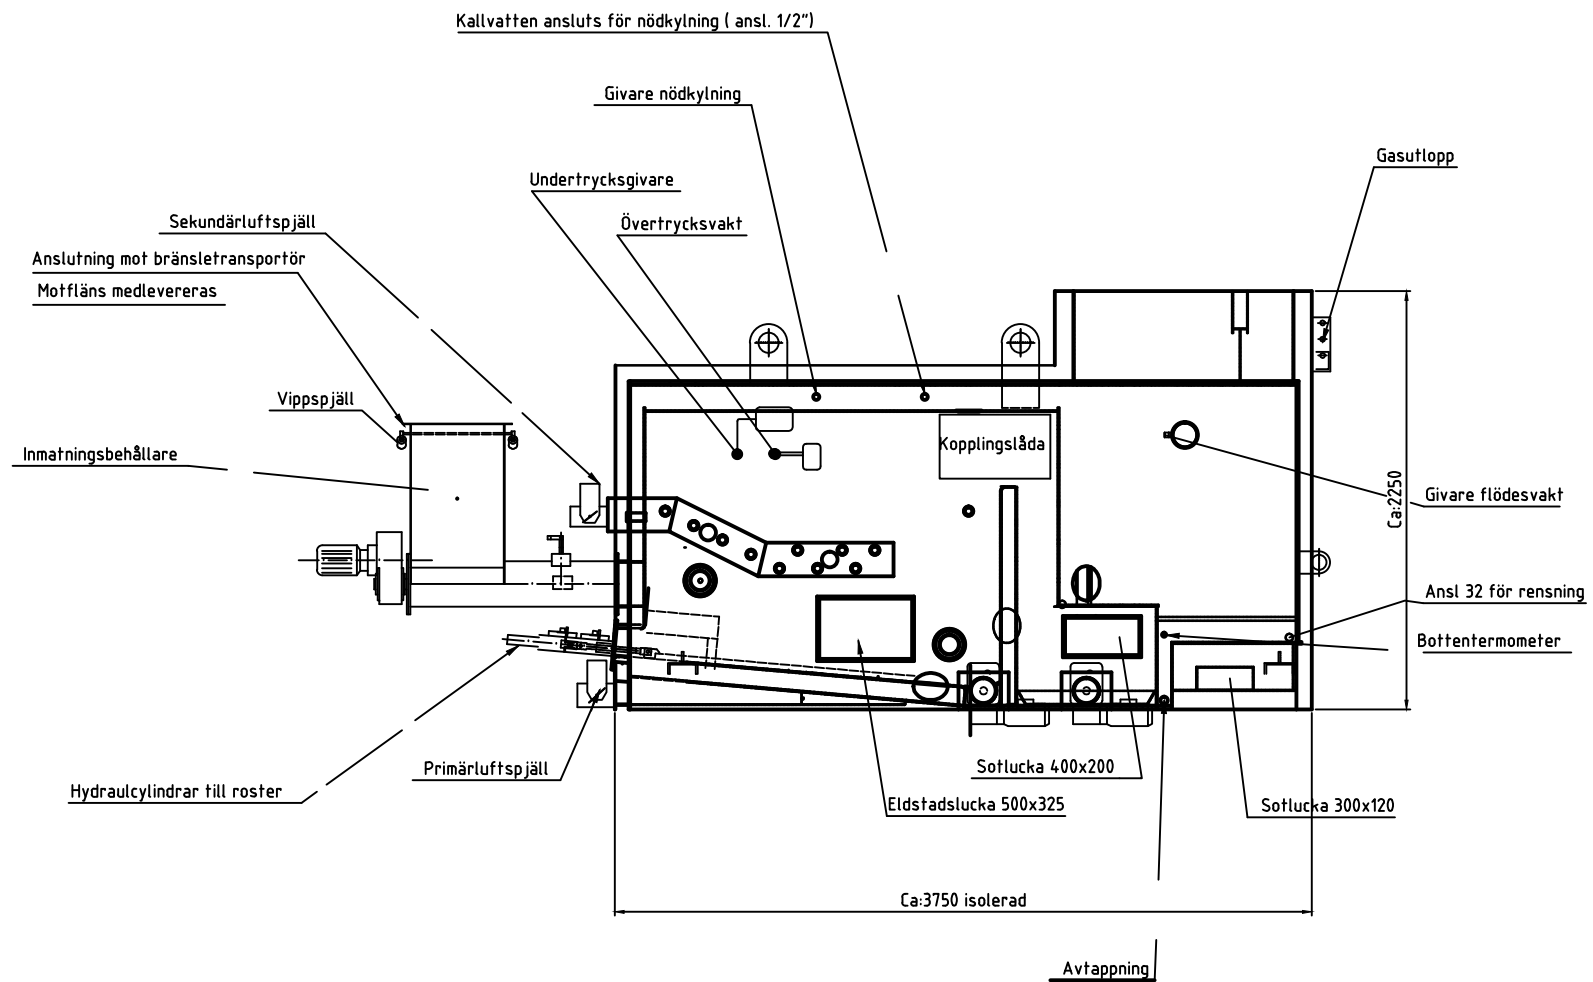 Kallvatten ansluts för nödkylning ( ansl. 1/2")
Givare nödkylning
Gasutlopp
Undertrycksgivare
Sekundärluftspjäll
Övertrycksvakt
Anslutning mot bränsletransportör
Motfläns medlevereras
Vippspjäll
Inmatningsbehållare
Kopplingslåda
Ca:2250
Givare flödesvakt
Ansl 32 för rensning
Bottentermometer
Primärluftspjäll
Sotlucka 400x200
Hydraulcylindrar till roster
Eldstadslucka 500x325
Sotlucka 300x120
Ca:3750 isolerad
Avtappning